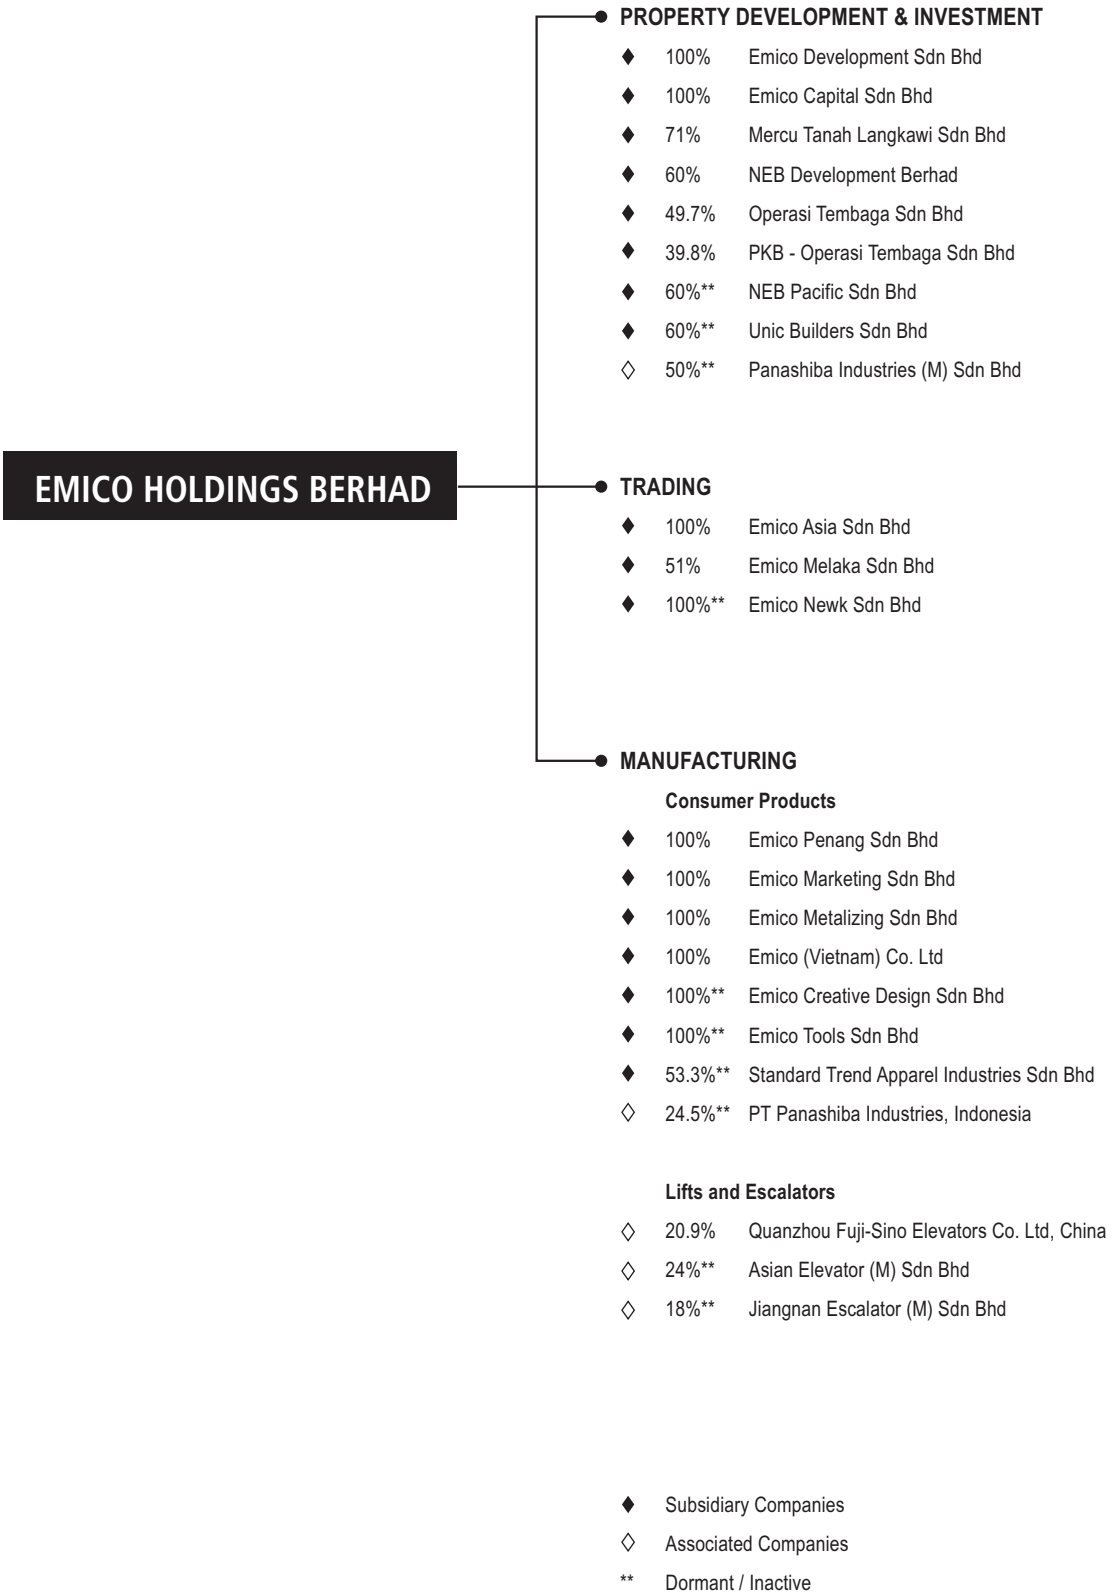 PROPERTY DEVELOPMENT & INVESTMENT
♦ 100% Emico Development Sdn Bhd
♦ 100% Emico Capital Sdn Bhd
♦ 71% Mercu Tanah Langkawi Sdn Bhd
♦ 60% NEB Development Berhad
♦ 49.7% Operasi Tembaga Sdn Bhd
♦ 39.8% PKB - Operasi Tembaga Sdn Bhd
♦ 60%** NEB Pacific Sdn Bhd
♦ 60%** Unic Builders Sdn Bhd
◊ 50%** Panashiba Industries (M) Sdn Bhd
EMICO HOLDINGS BERHAD
TRADING
♦ 100% Emico Asia Sdn Bhd
♦ 51% Emico Melaka Sdn Bhd
♦ 100%** Emico Newk Sdn Bhd
MANUFACTURING
Consumer Products
♦ 100% Emico Penang Sdn Bhd
♦ 100% Emico Marketing Sdn Bhd
♦ 100% Emico Metalizing Sdn Bhd
♦ 100% Emico (Vietnam) Co. Ltd
♦ 100%** Emico Creative Design Sdn Bhd
♦ 100%** Emico Tools Sdn Bhd
♦ 53.3%** Standard Trend Apparel Industries Sdn Bhd
◊ 24.5%** PT Panashiba Industries, Indonesia
Lifts and Escalators
◊ 20.9% Quanzhou Fuji-Sino Elevators Co. Ltd, China
◊ 24%** Asian Elevator (M) Sdn Bhd
◊ 18%** Jiangnan Escalator (M) Sdn Bhd
♦ Subsidiary Companies
◊ Associated Companies
** Dormant / Inactive